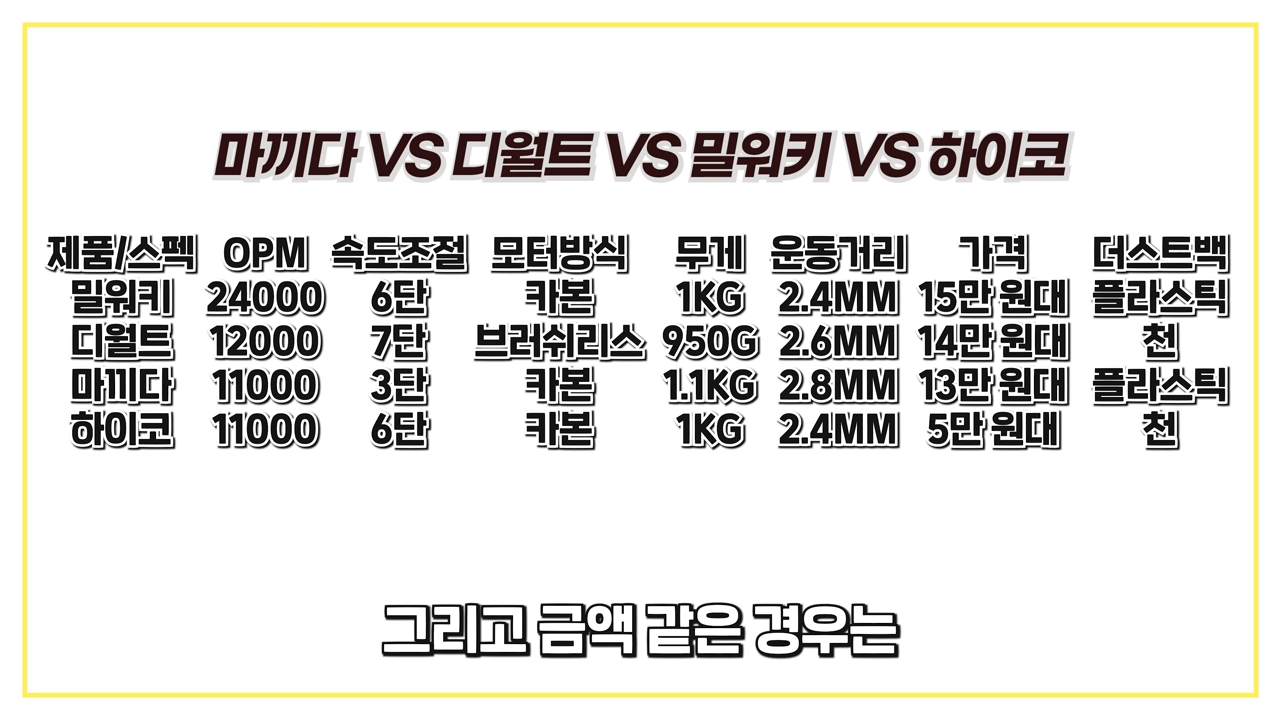 마끼다 VS 디월트 VS 밀워키 VS 하이코
제품/스펙 OPM 속도조절 모터방식 무게 운동거리 가격 더스트백
밀워키 24000 6단 카본 1KG 2.4MM 15만 원대 플라스틱
디월트 12000 7단 브러쉬리스 950G 2.6MM 14만 원대 천
마끼다 11000 3단 카본 1.1KG 2.8MM 13만 원대 플라스틱
하이코 11000 6단 카본 1KG 2.4MM 5만 원대 천
그리고 금액 같은 경우는